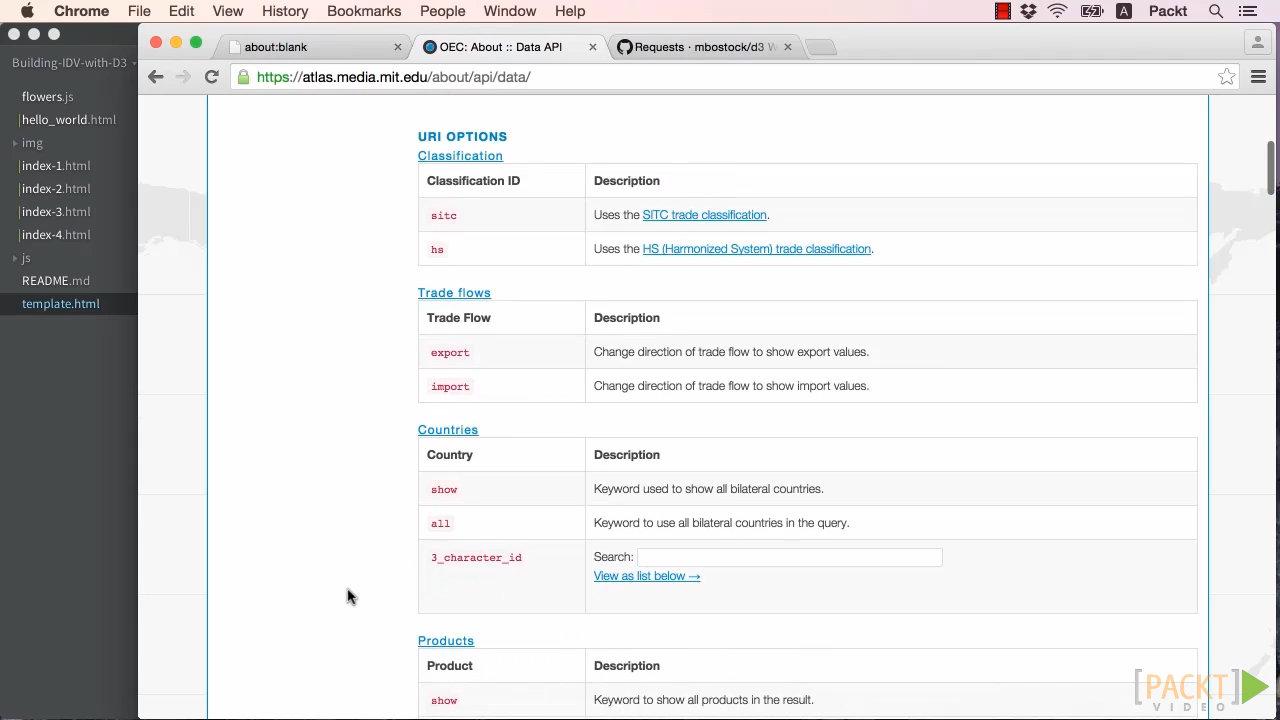 Chrome File Edit View History Bookmarks People Window Help A Packt
Building-IDV-with-D3
about:blank
OEC: About :: Data API
Requests · mbostock/d3 W
https://atlas.media.mit.edu/about/api/data/
flowers.js
hello_world.html
img
index-1.html
index-2.html
index-3.html
index-4.html
js
README.md
template.html
URI OPTIONS
Classification
Classification ID Description
sitc Uses the SITC trade classification.
hs Uses the HS (Harmonized System) trade classification.
Trade flows
Trade Flow Description
export Change direction of trade flow to show export values.
import Change direction of trade flow to show import values.
Countries
Country Description
show Keyword used to show all bilateral countries.
all Keyword to use all bilateral countries in the query.
3_character_id Search:
View as list below →
Products
Product Description
show Keyword to show all products in the result.
[PACKT]
VIDEO